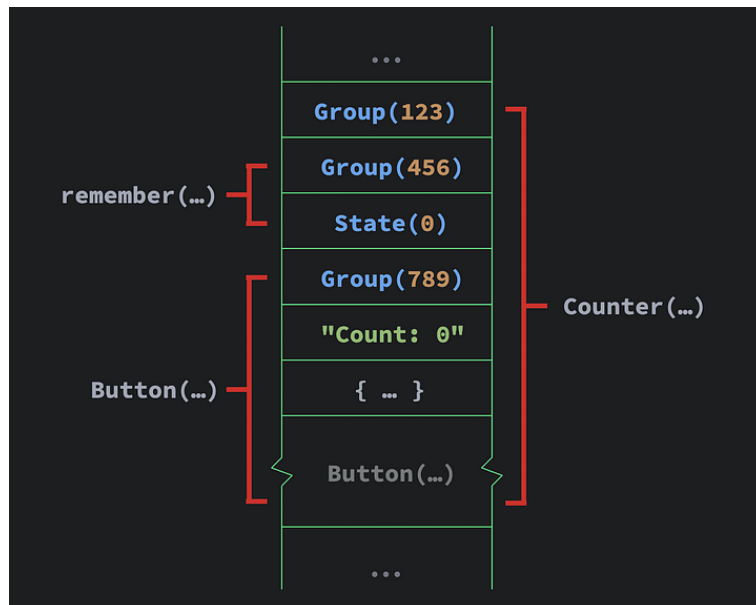 ...
Group(123)
Group(456)
remember(…)
State(0)
Group(789)
Counter(…)
"Count: 0"
Button(…)
{ … }
Button(…)
...